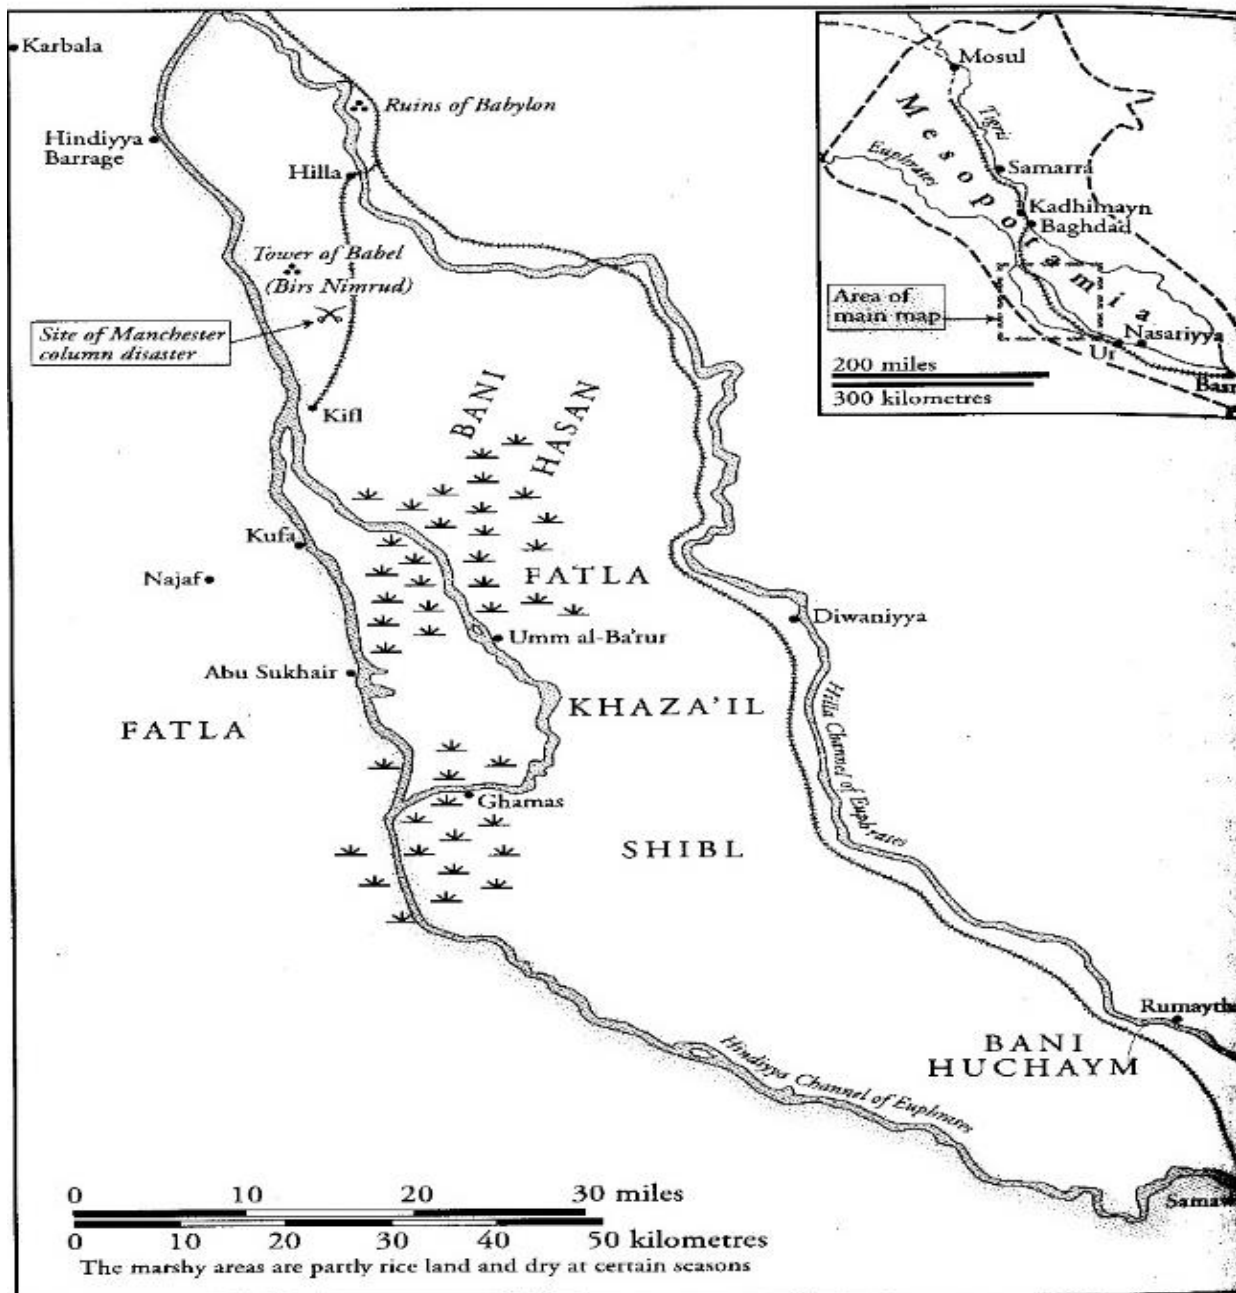 Karbala
Ruins of Babylon
Hindiyya
Barrage
Hilla
Tower of Babel
(Birs Nimrud)
Site of Manchester
column disaster
Kifl
BANI
HASAN
Kufa
Najaf
FATLA
Umm al-Ba'rur
Diwaniyya
Abu Sukhair
FATLA
KHAZA'IL
Ghamas
SHIBL
Hilla Channel of Euphrates
Hindiyya Channel of Euphrates
BANI
HUCHAYM
Mosul
Mesopotamia
Tigris
Euphrates
Samarra
Kadhimayn
Baghdad
Area of
main map
Nasariyya
Ur
200 miles
300 kilometres
0 10 20 30 miles
0 10 20 30 40 50 kilometres
The marshy areas are partly rice land and dry at certain seasons